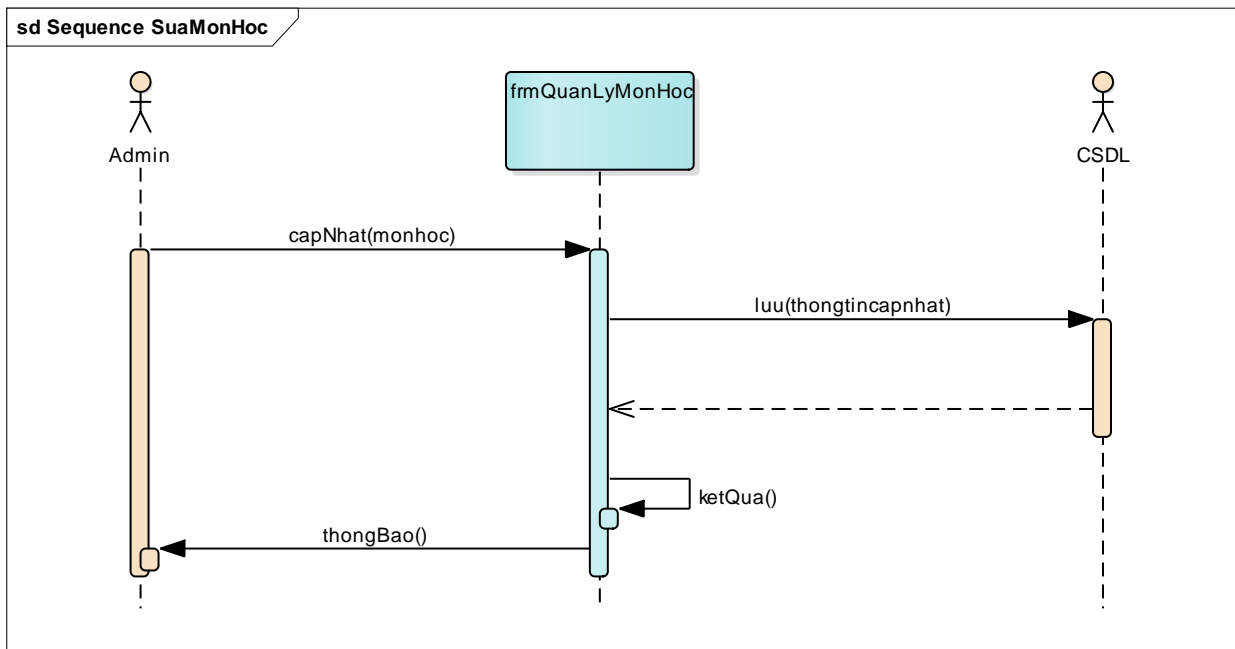 sd Sequence SuaMonHoc
frmQuanLyMonHoc
Admin
CSDL
capNhat(monhoc)
luu(thongtincapnhat)
ketQua()
thongBao()